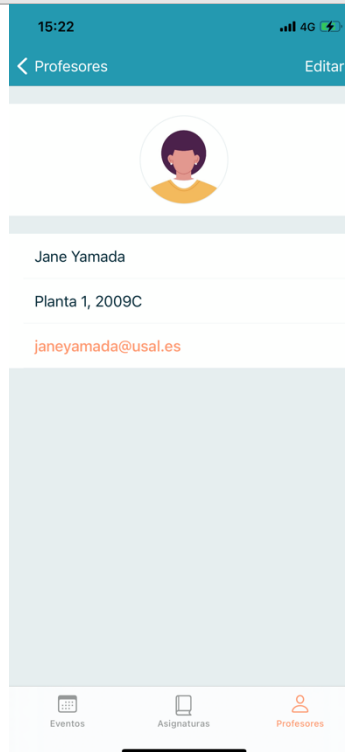 15:22
4G
Profesores
Editar
Jane Yamada
Planta 1, 2009C
janeyamada@usal.es
Eventos
Asignaturas
Profesores